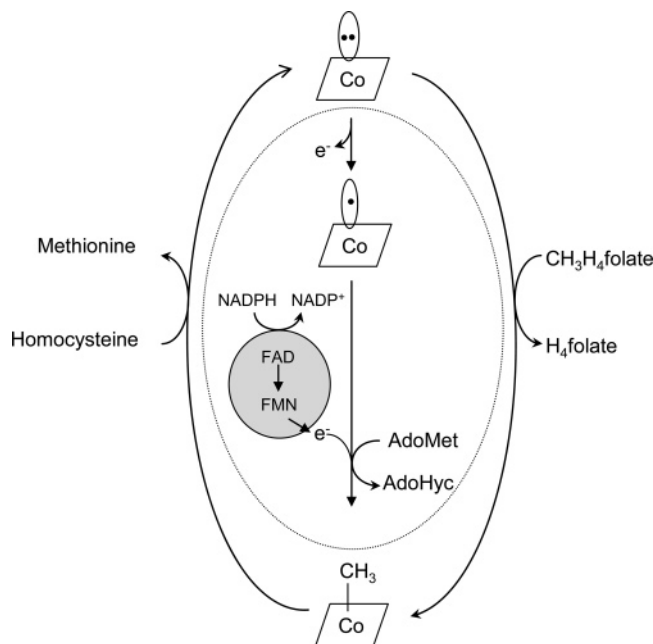 Co
e⁻
Co
Methionine
CH₃H₄folate
NADPH NADP⁺
Homocysteine
H₄folate
FAD
FMN
e⁻
AdoMet
AdoHyc
CH₃
Co